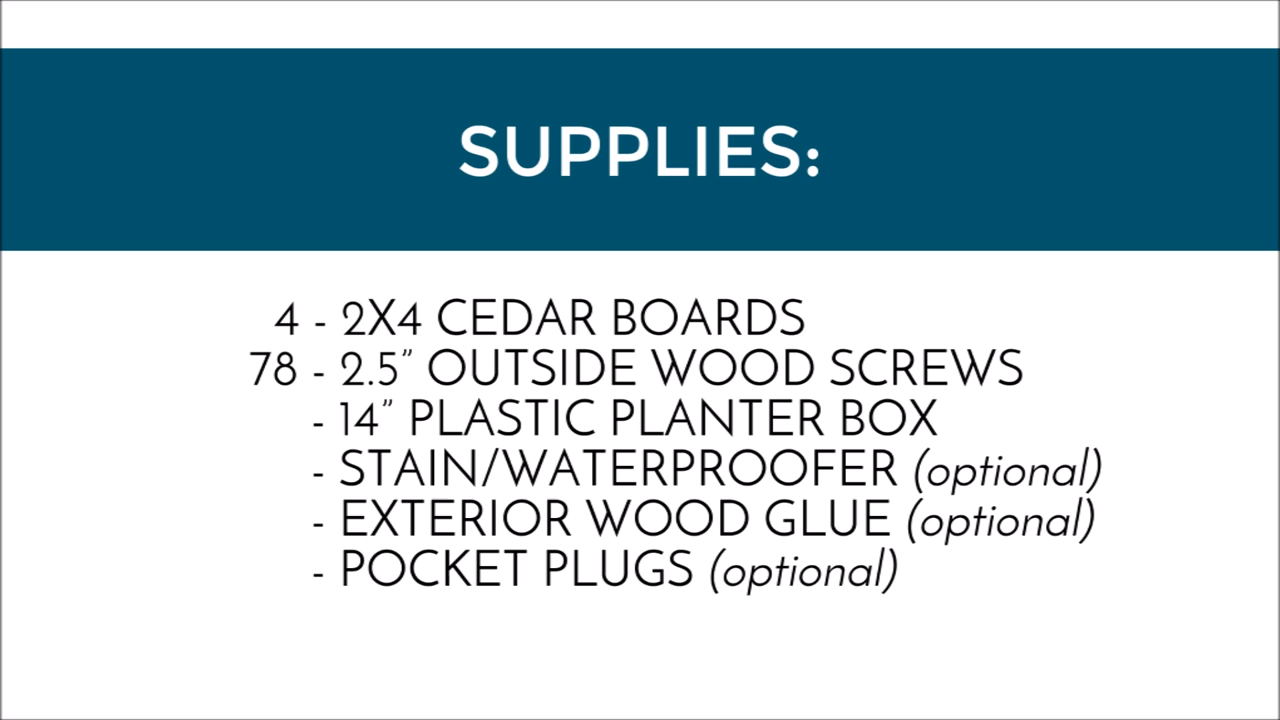 SUPPLIES:
4 - 2X4 CEDAR BOARDS
78 - 2.5” OUTSIDE WOOD SCREWS
- 14” PLASTIC PLANTER BOX
- STAIN/WATERPROOFER (optional)
- EXTERIOR WOOD GLUE (optional)
- POCKET PLUGS (optional)